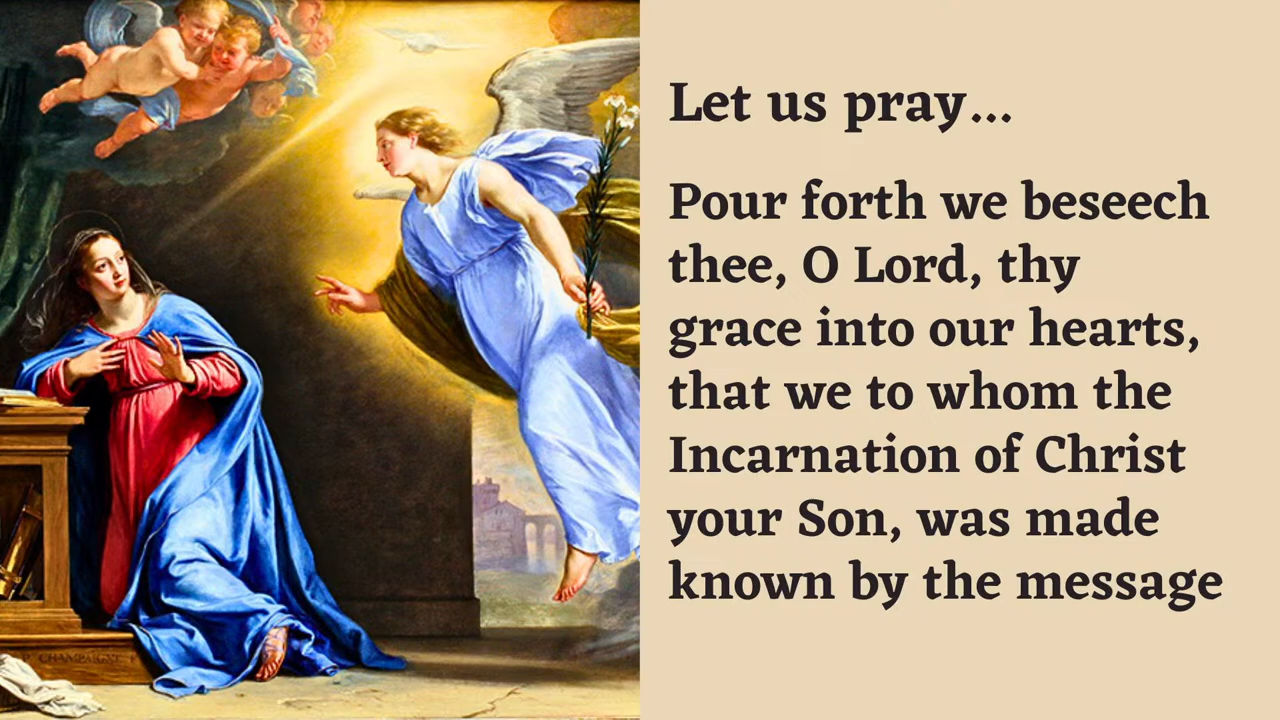 Let us pray...
Pour forth we beseech
thee, O Lord, thy
grace into our hearts,
that we to whom the
Incarnation of Christ
your Son, was made
known by the message
CHAMPAIGNE